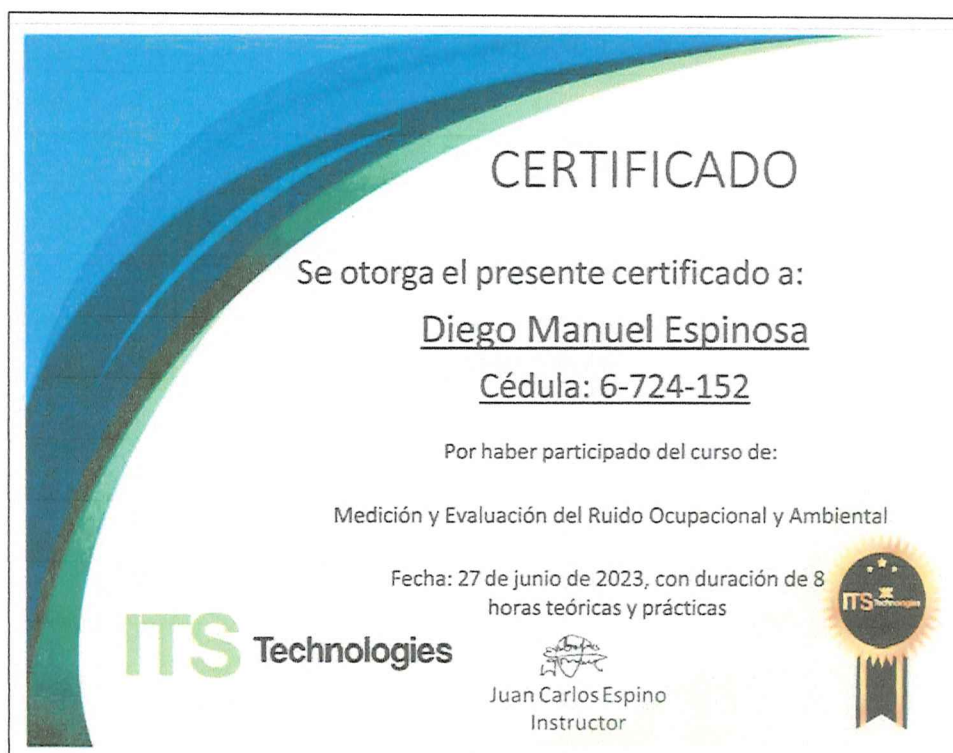 CERTIFICADO
Se otorga el presente certificado a:
Diego Manuel Espinosa
Cédula: 6-724-152
Por haber participado del curso de:
Medición y Evaluación del Ruido Ocupacional y Ambiental
Fecha: 27 de junio de 2023, con duración de 8
horas teóricas y prácticas
ITS Technologies
ITS Technologies
Juan Carlos Espino
Instructor